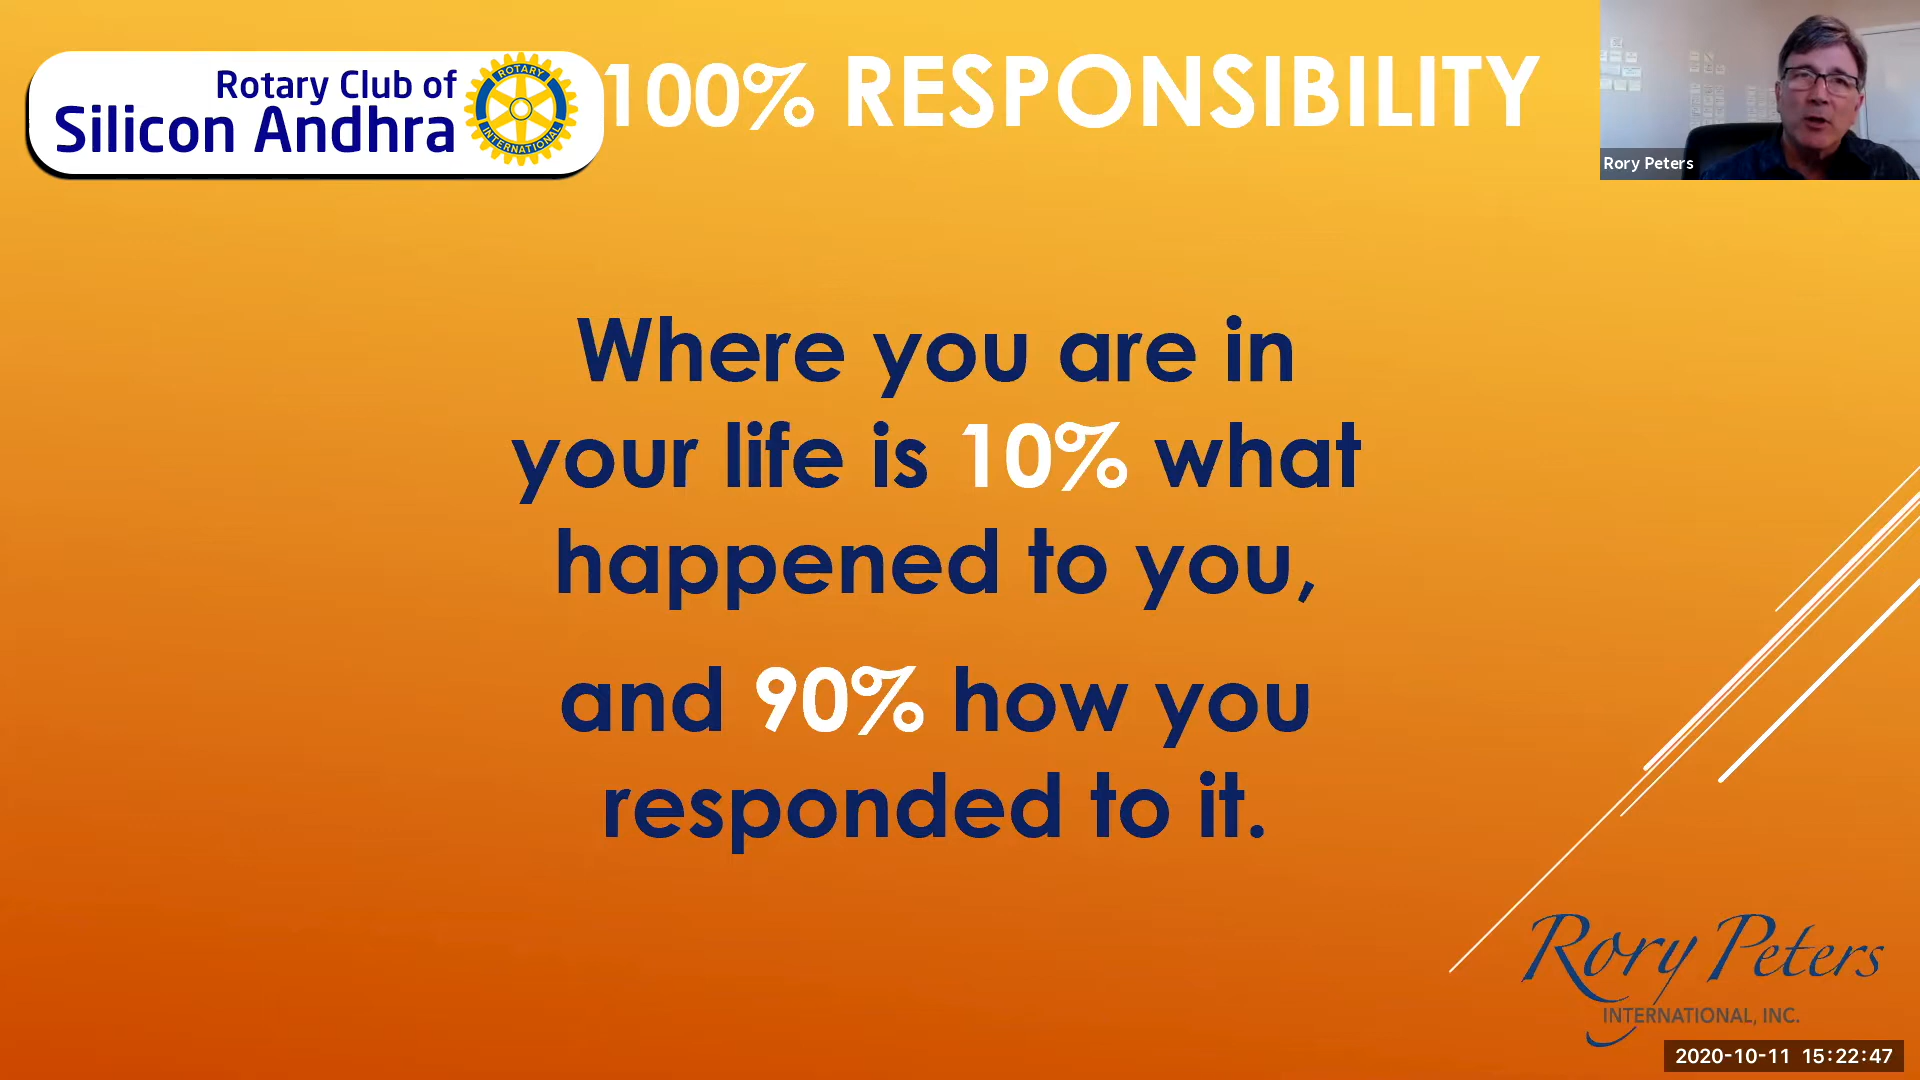 Rotary Club of
Silicon Andhra
ROTARY
INTERNATIONAL
100% RESPONSIBILITY
Rory Peters
Where you are in
your life is 10% what
happened to you,
and 90% how you
responded to it.
Rory Peters
INTERNATIONAL, INC.
2020-10-11 15:22:47